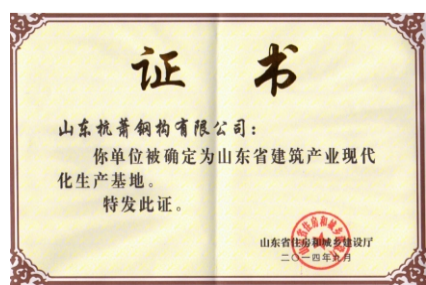 证书
山东杭萧钢构有限公司：
你单位被确定为山东省建筑产业现代
化生产基地。
特发此证。
山东省住房和城乡建设厅
二〇一四年九月